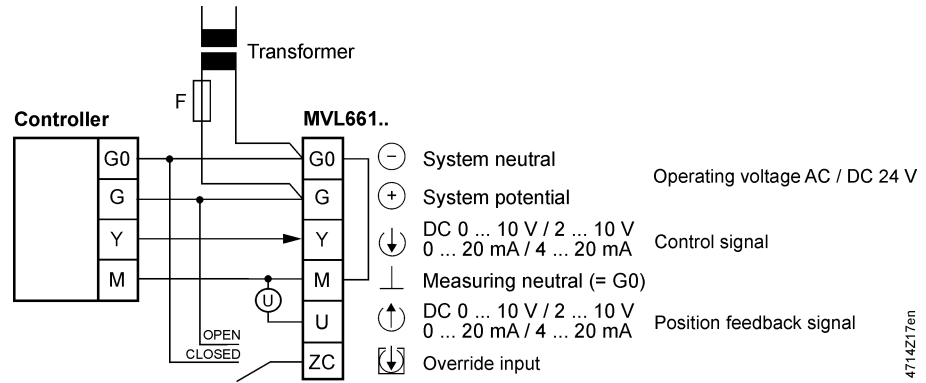 Transformer
F
Controller
MVL661..
G0
G0
System neutral
Operating voltage AC / DC 24 V
G
G
System potential
Y
Y
DC 0 ... 10 V / 2 ... 10 V
0 ... 20 mA / 4 ... 20 mA
Control signal
M
M
Measuring neutral (= G0)
U
U
DC 0 ... 10 V / 2 ... 10 V
0 ... 20 mA / 4 ... 20 mA
Position feedback signal
OPEN
CLOSED
ZC
Override input
4714Z17en